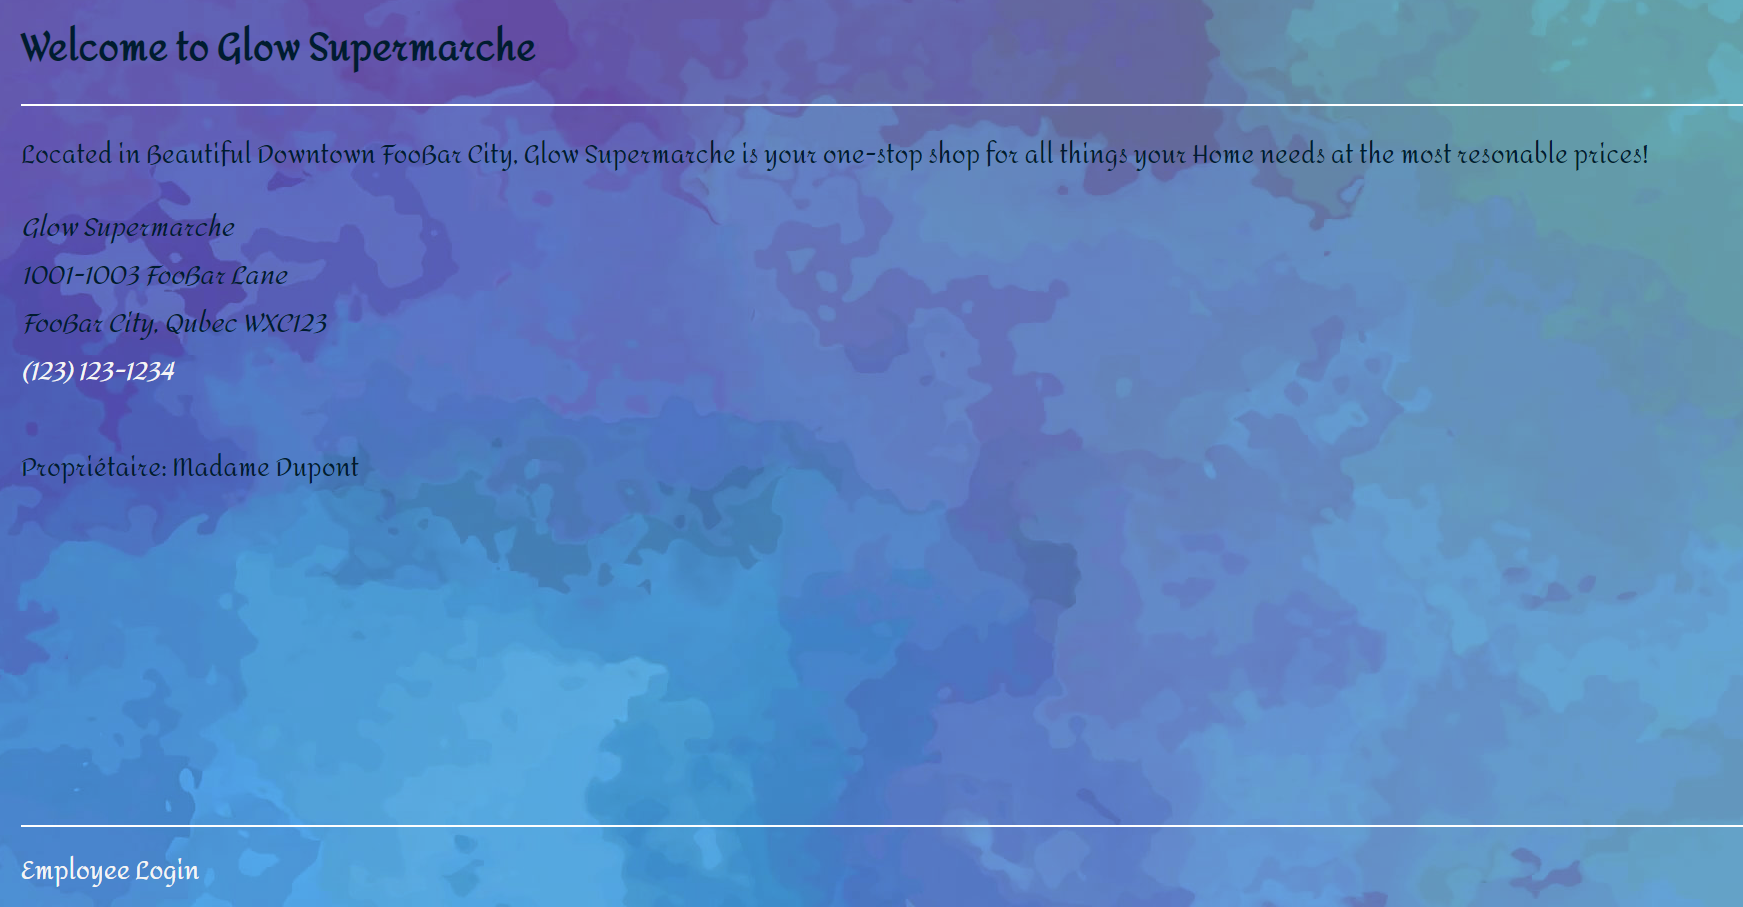 Welcome to Glow Supermarche
Located in Beautiful Downtown FooBar City, Glow Supermarche is your one-stop shop for all things your Home needs at the most resonable prices!
Glow Supermarche
1001-1003 FooBar Lane
FooBar City, Qubec WXC123
(123) 123-1234
Propriétaire: Madame Dupont
Employee Login